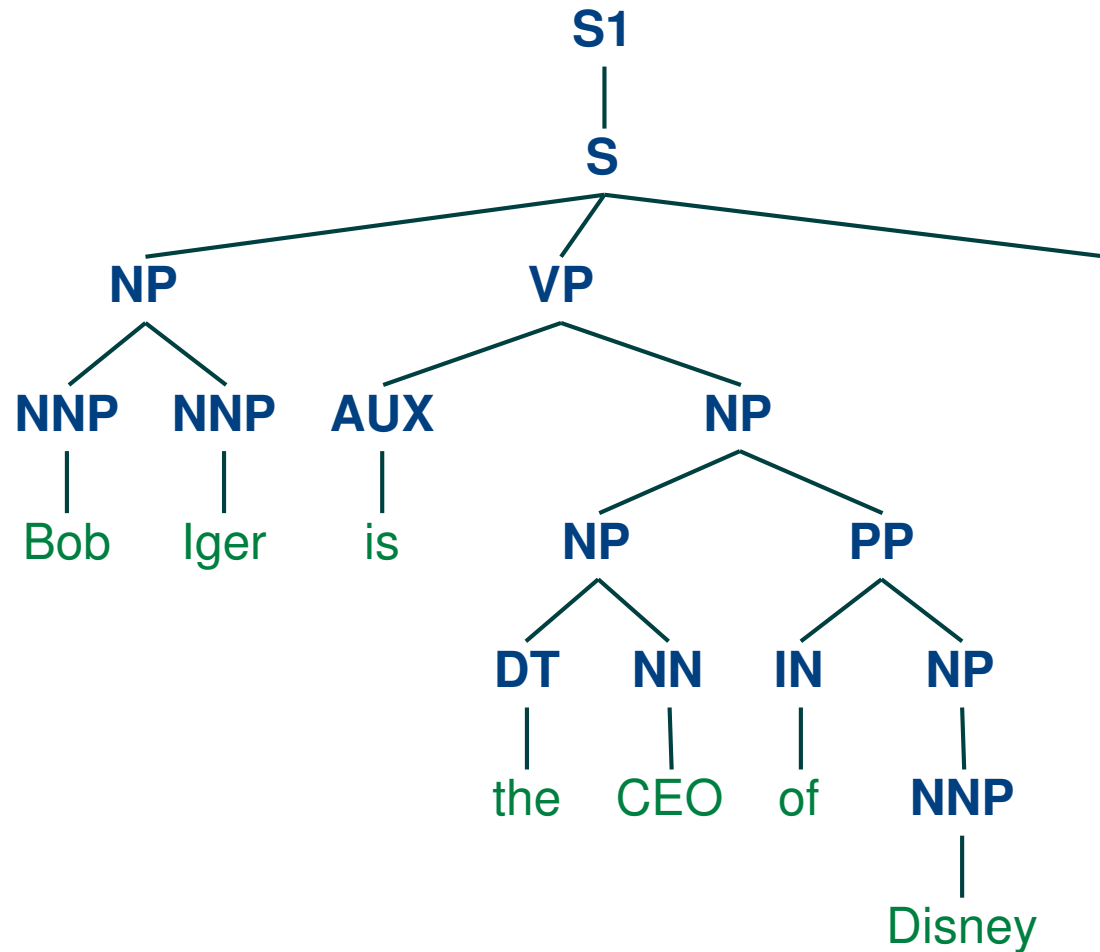 S1
S
NP VP
NNP NNP AUX NP
Bob Iger is NP PP
DT NN IN NP
the CEO of NNP
Disney